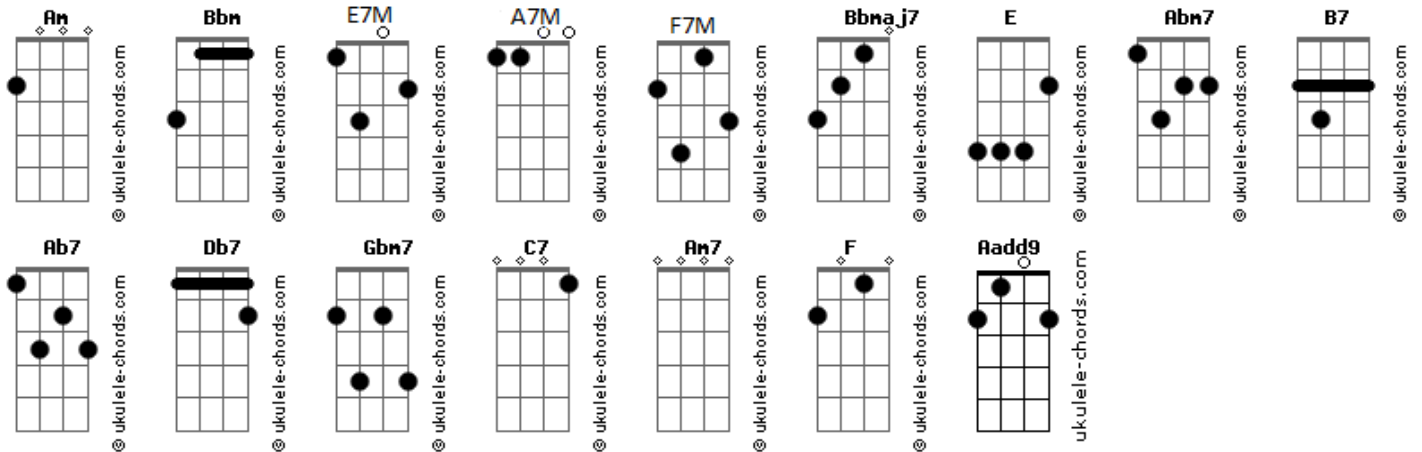 Am Bbm E7M A7M F7M Bbmaj7 E Abm7 B7
© ukulele-chords.com © ukulele-chords.com © ukulele-chords.com © ukulele-chords.com © ukulele-chords.com © ukulele-chords.com © ukulele-chords.com © ukulele-chords.com © ukulele-chords.com
Ab7 Db7 Gbm7 C7 Am7 F Aadd9
© ukulele-chords.com © ukulele-chords.com © ukulele-chords.com © ukulele-chords.com © ukulele-chords.com © ukulele-chords.com ukulele-chords.com